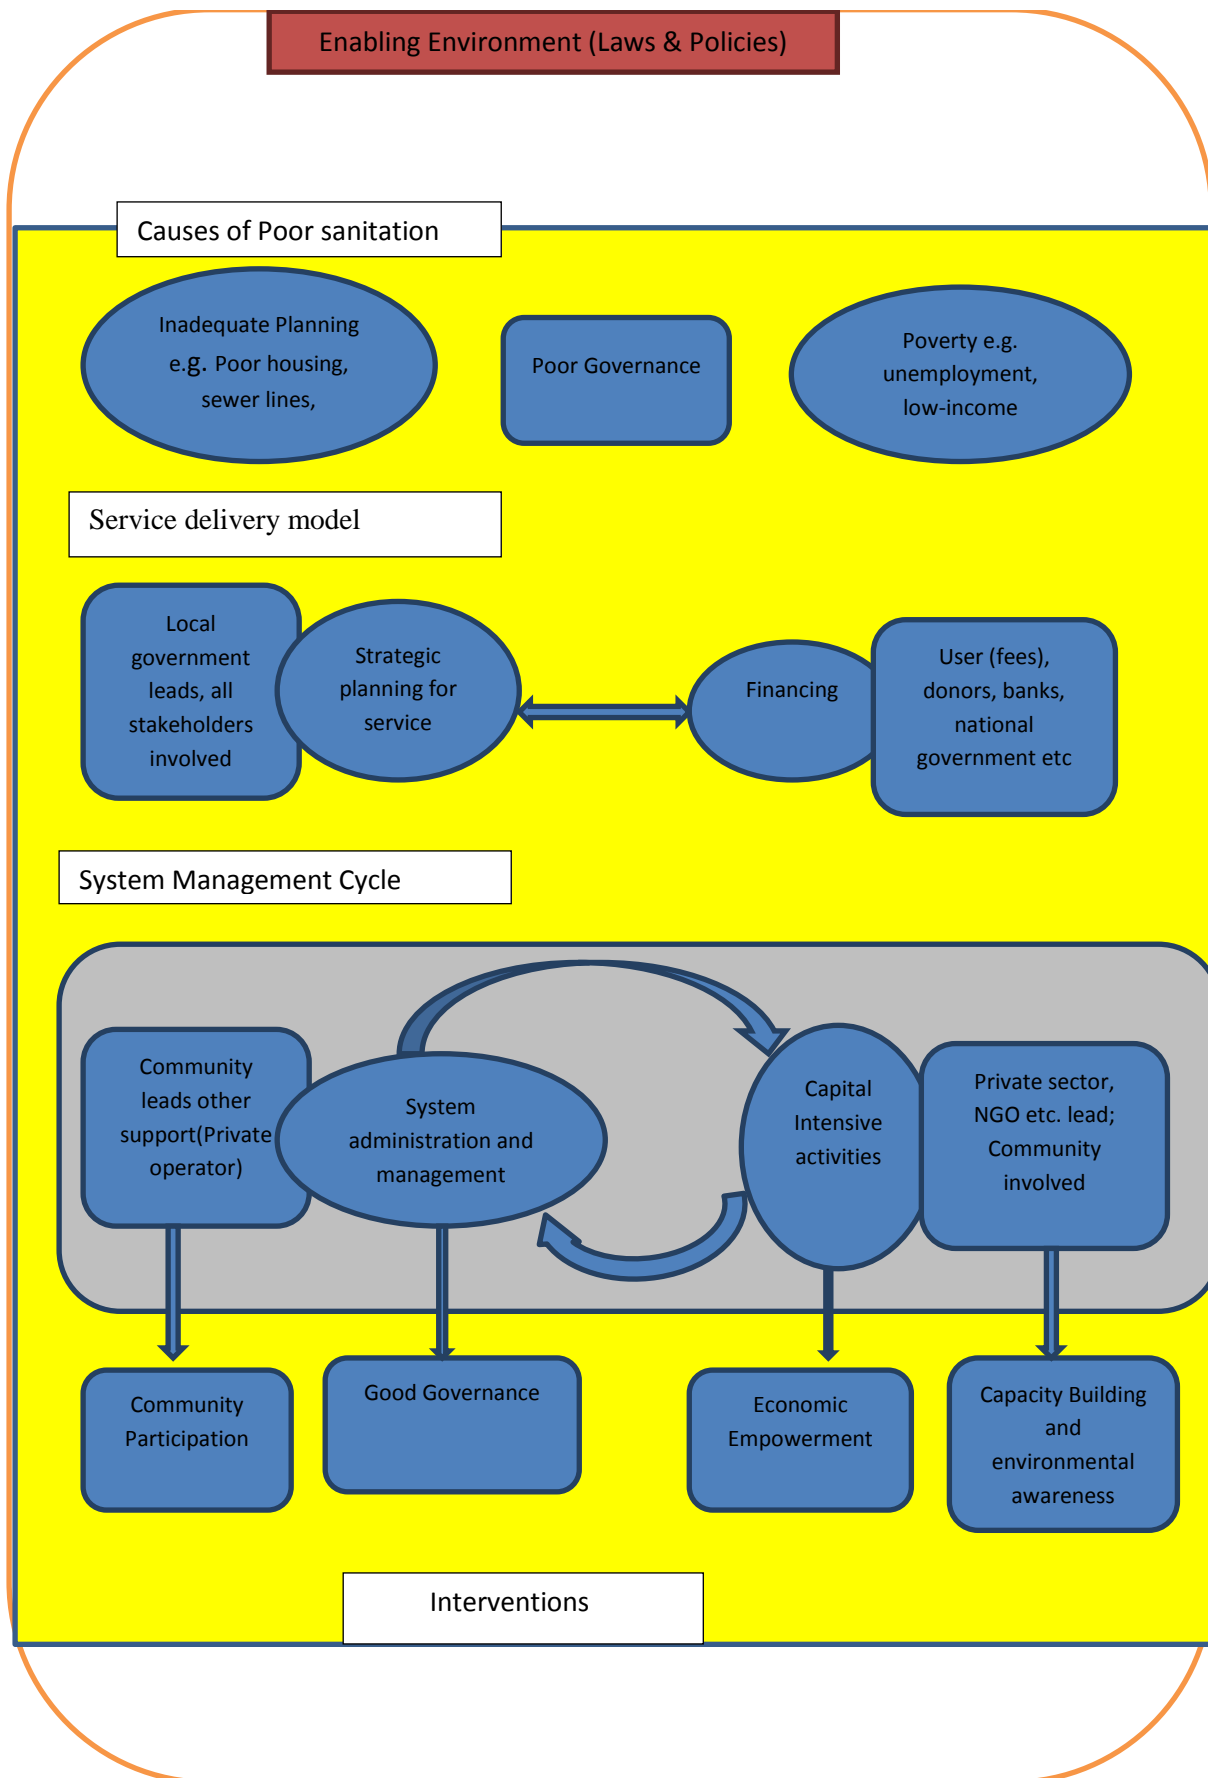 Enabling Environment (Laws & Policies)
Causes of Poor sanitation
Inadequate Planning
e.g. Poor housing,
sewer lines,
Poor Governance
Poverty e.g.
unemployment,
low-income
Service delivery model
Local
government
leads, all
stakeholders
involved
Strategic
planning for
service
Financing
User (fees),
donors, banks,
national
government etc
System Management Cycle
Community
leads other
support(Private
operator)
System
administration and
management
Capital
Intensive
activities
Private sector,
NGO etc. lead;
Community
involved
Community
Participation
Good Governance
Economic
Empowerment
Capacity Building
and
environmental
awareness
Interventions